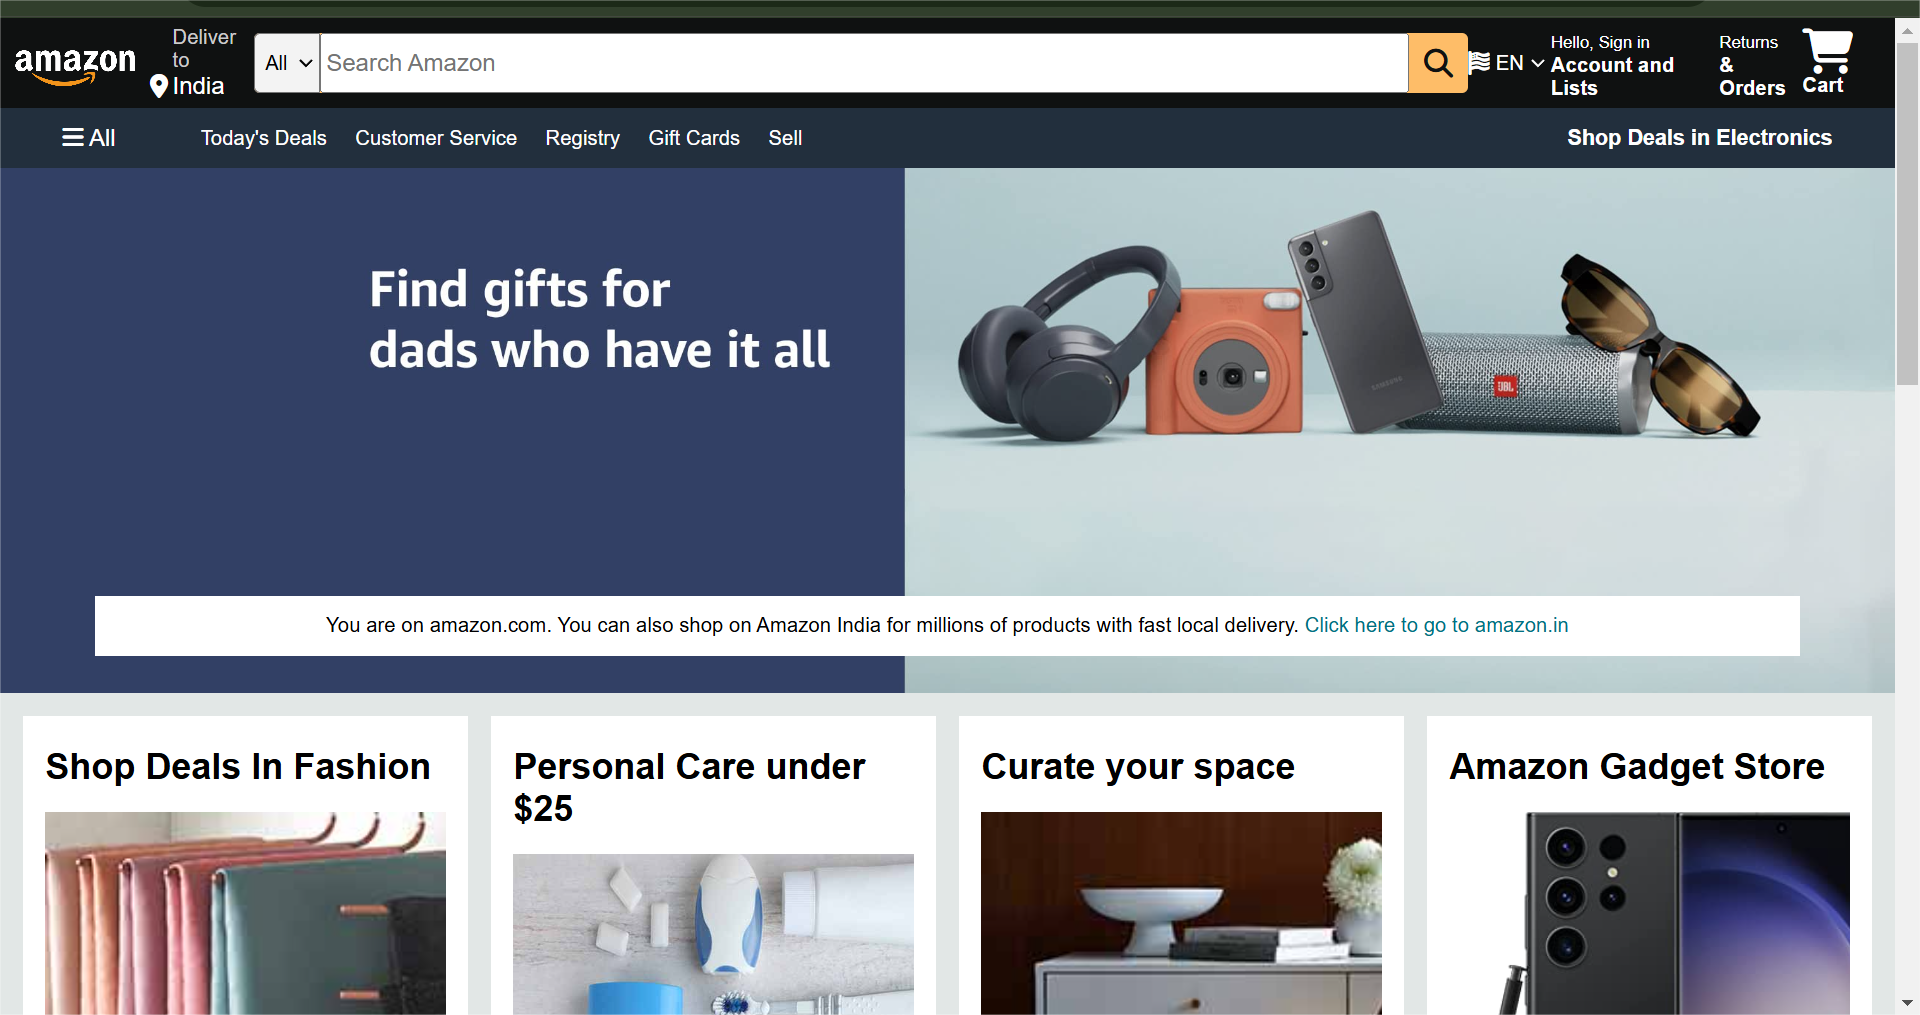 amazon
Deliver
to
India
All
Search Amazon
EN
Hello, Sign in
Account and
Lists
Returns
&
Orders
Cart
All
Today's Deals
Customer Service
Registry
Gift Cards
Sell
Shop Deals in Electronics
Find gifts for
dads who have it all
SAMSUNG
JBL
You are on amazon.com. You can also shop on Amazon India for millions of products with fast local delivery. Click here to go to amazon.in
Shop Deals In Fashion
Personal Care under
$25
Curate your space
Amazon Gadget Store